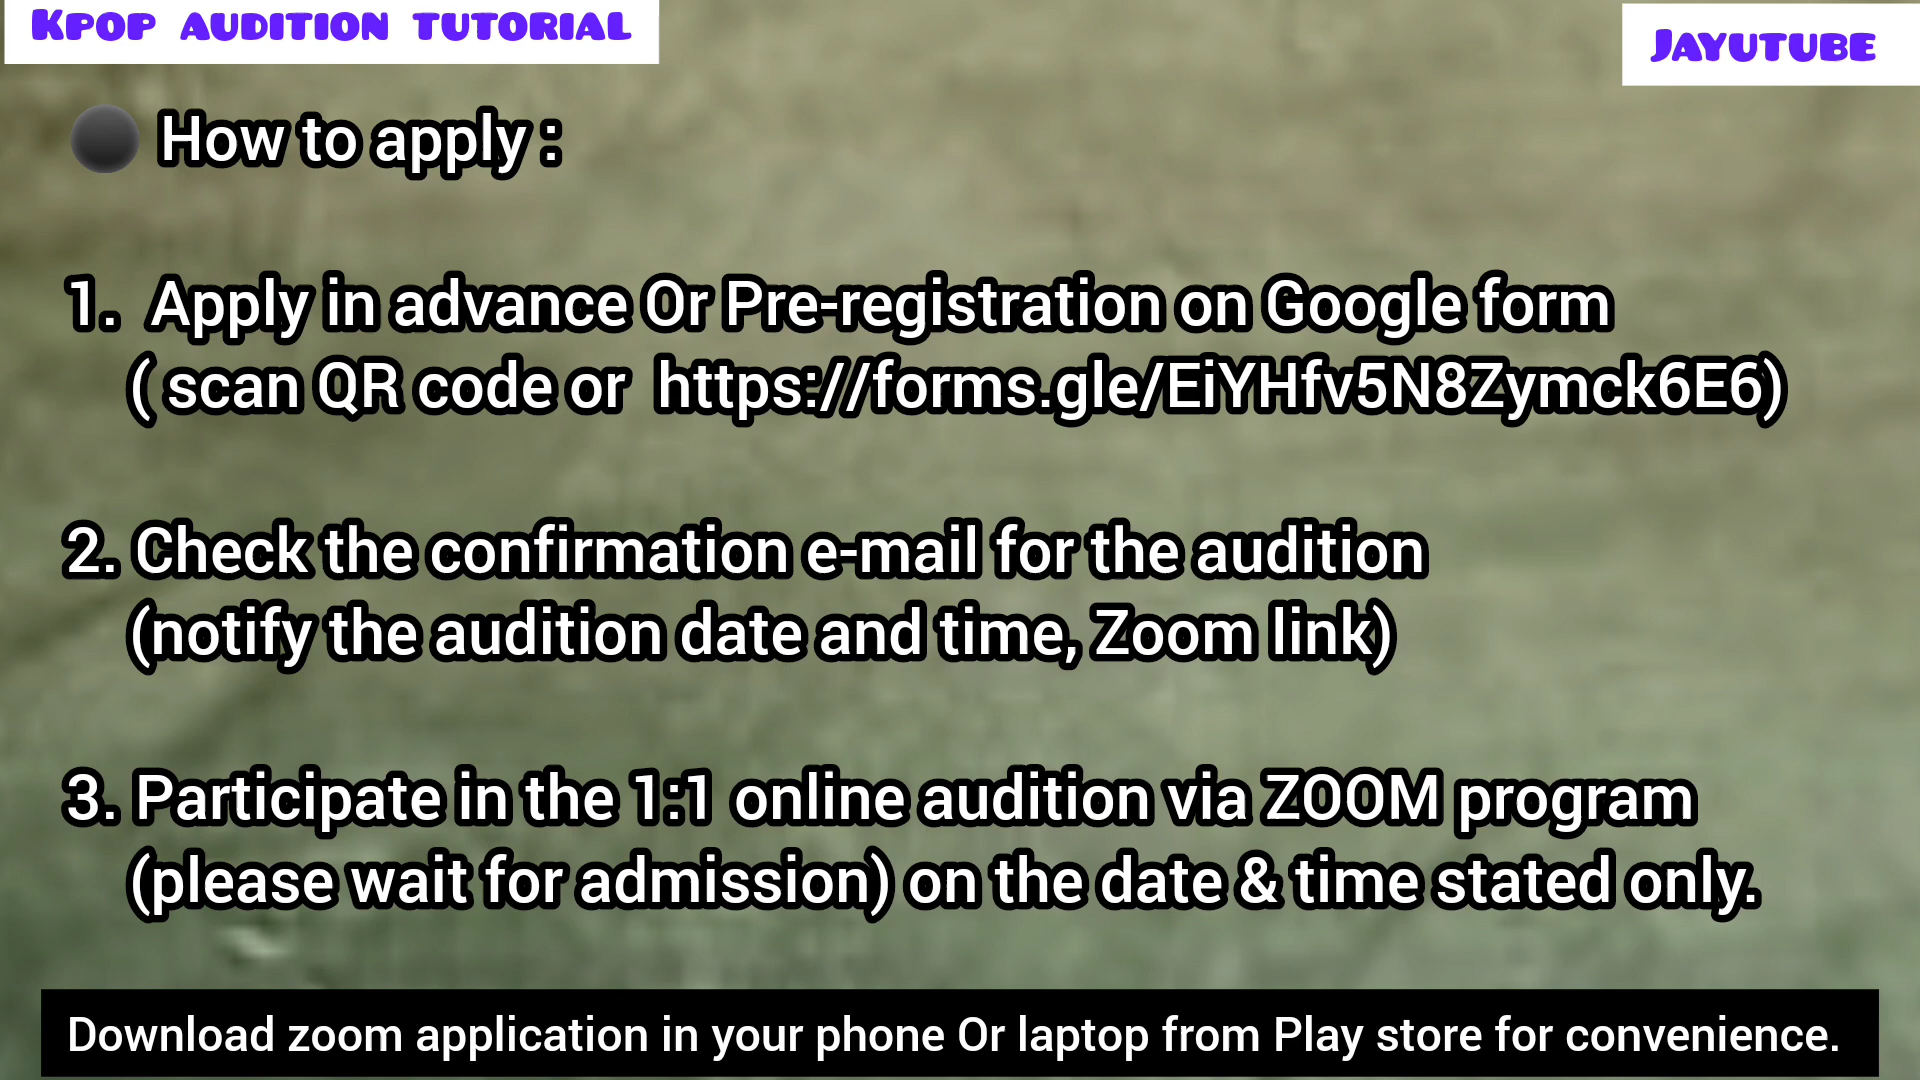 Kpop audition tutorial
Jayutube
How to apply :
1. Apply in advance Or Pre-registration on Google form
( scan QR code or https://forms.gle/EiYHfv5N8Zymck6E6)
2. Check the confirmation e-mail for the audition
(notify the audition date and time, Zoom link)
3. Participate in the 1:1 online audition via ZOOM program
(please wait for admission) on the date & time stated only.
Download zoom application in your phone Or laptop from Play store for convenience.